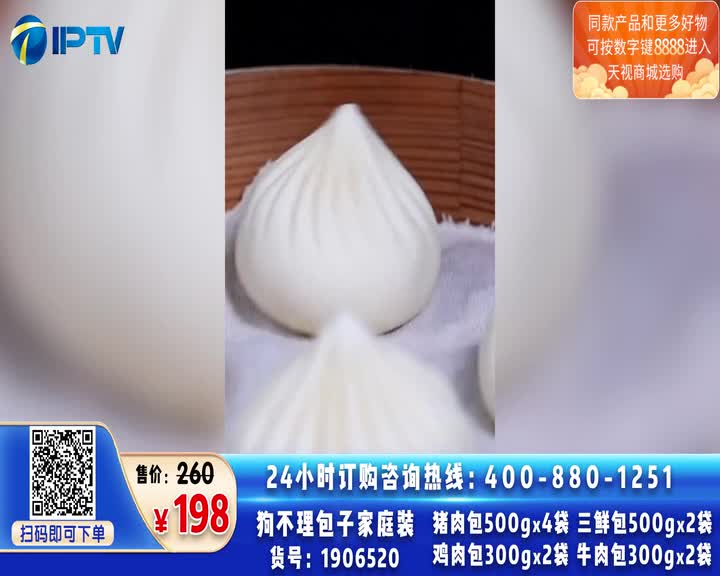 IPTV
同款产品和更多好物
可按数字键8888进入
天视商城选购
扫码即可下单
售价：260
￥198
24小时订购咨询热线：400-880-1251
狗不理包子家庭装
货号：1906520
猪肉包500gx4袋 三鲜包500gx2袋
鸡肉包300gx2袋 牛肉包300gx2袋